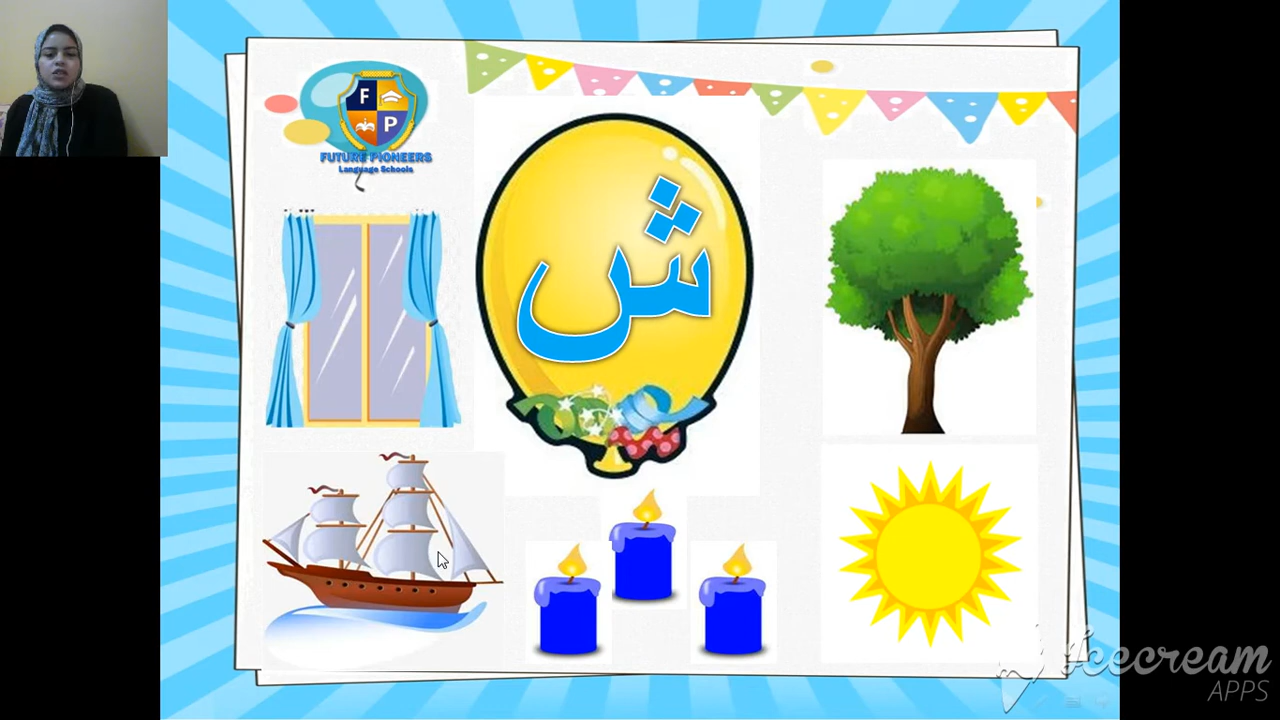 F
P
FUTURE PIONEERS
Language Schools
ش
Icecream
APPS